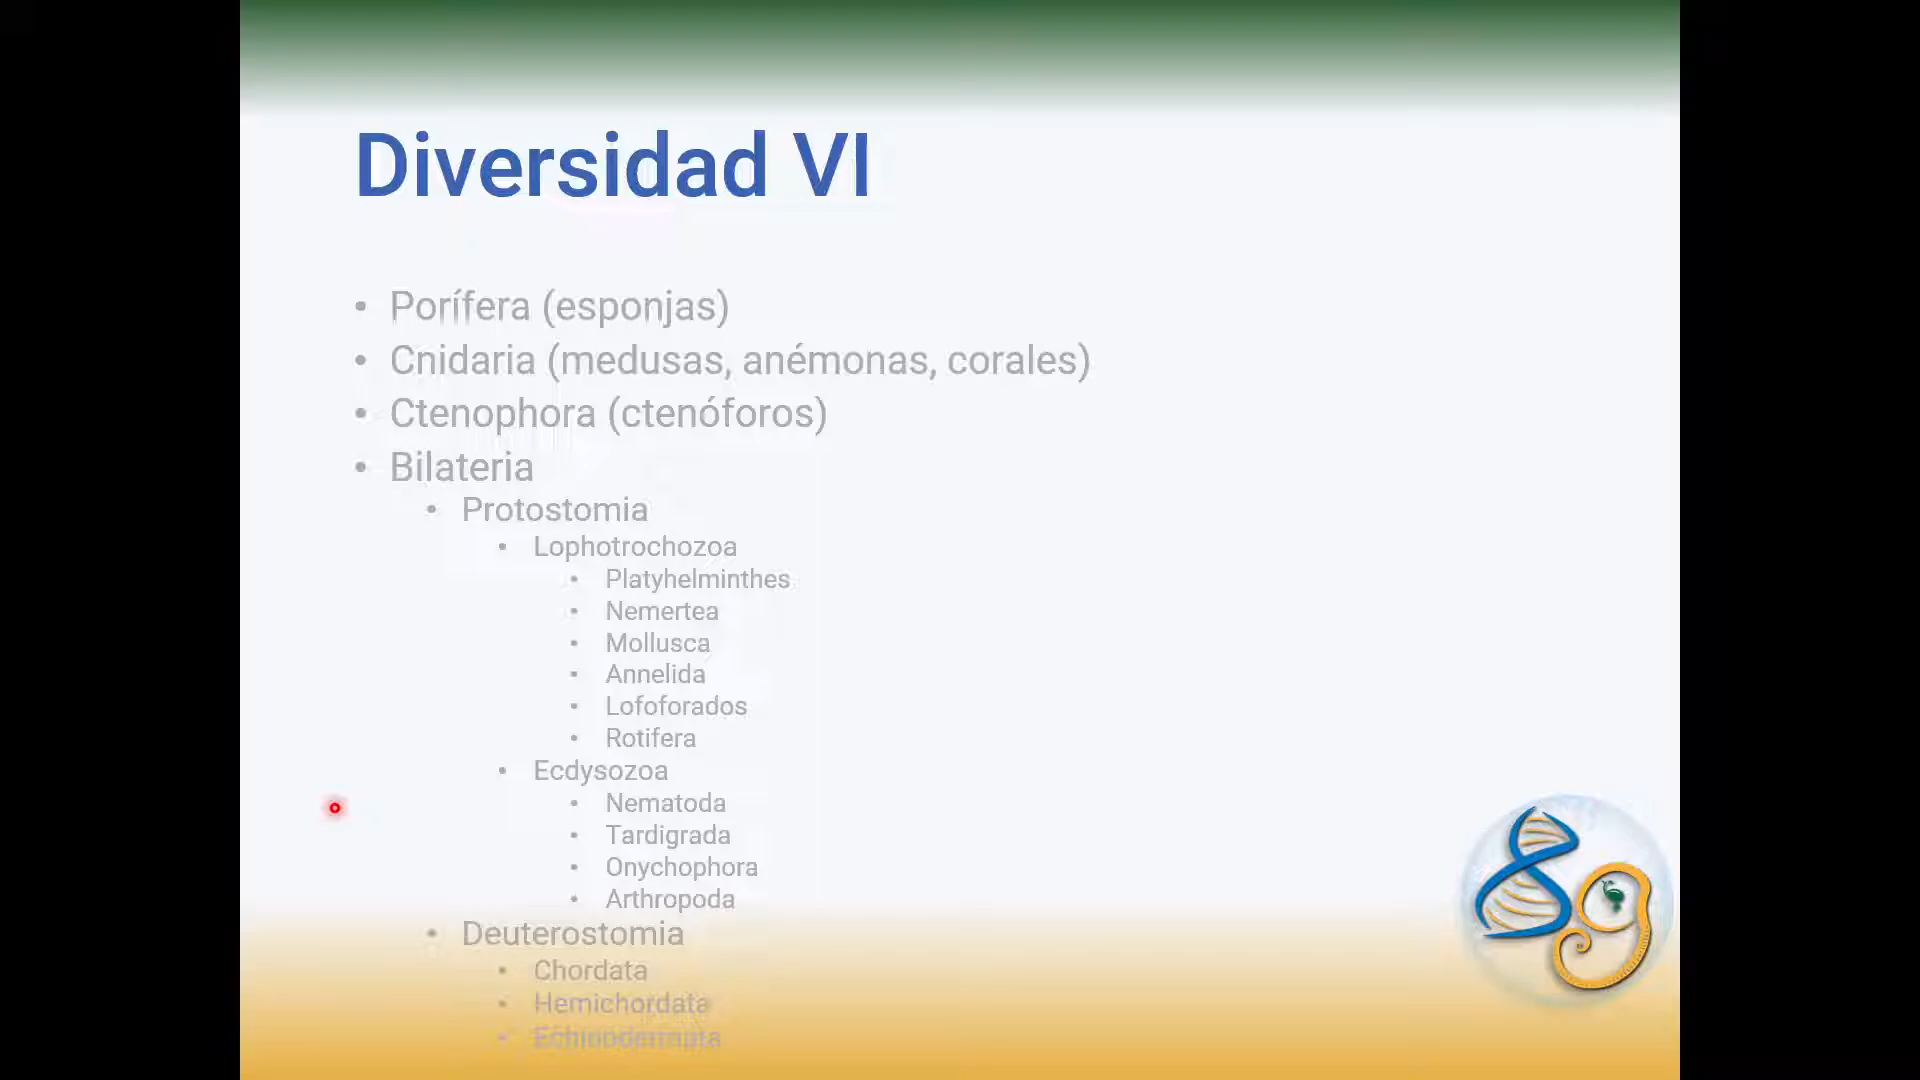 Diversidad VI
• Porífera (esponjas)
• Cnidaria (medusas, anémonas, corales)
• Ctenophora (ctenóforos)
• Bilateria
• Protostomia
• Lophotrochozoa
• Platyhelminthes
• Nemertea
• Mollusca
• Annelida
• Lofoforados
• Rotifera
• Ecdysozoa
• Nematoda
• Tardigrada
• Onychophora
• Arthropoda
• Deuterostomia
• Chordata
• Hemichordata
• Echinodermata